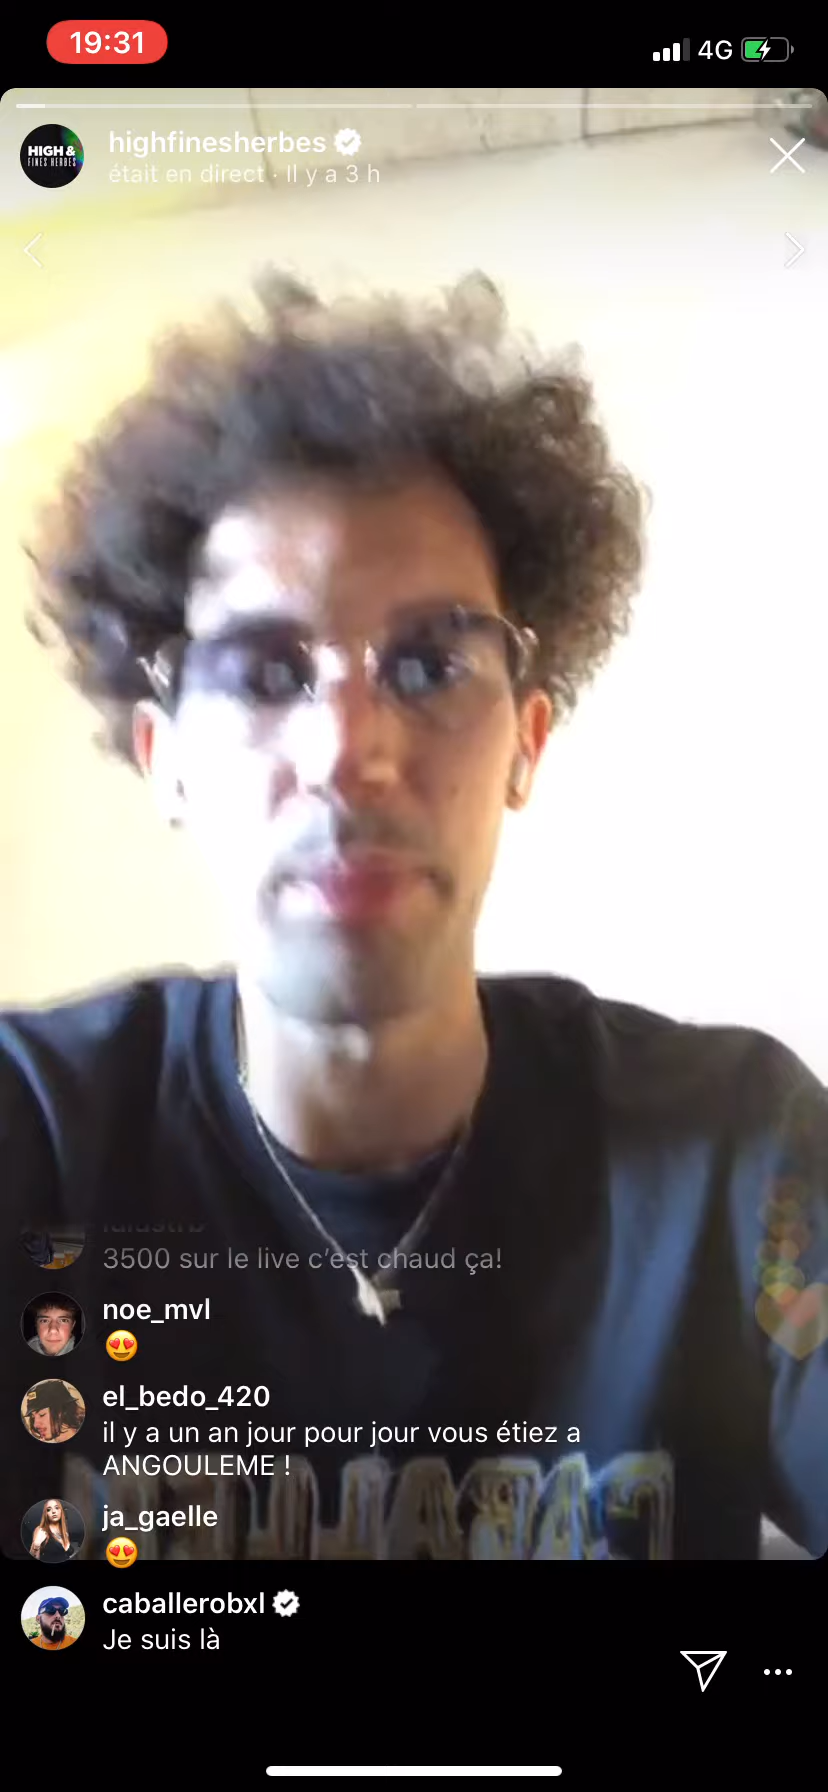 19:31
4G
HIGH &
FINES HERBES
highfinesherbes
était en direct · Il y a 3 h
3500 sur le live c’est chaud ça!
noe_mvl
😍
el_bedo_420
il y a un an jour pour jour vous étiez a
ANGOULEME !
ja_gaelle
😍
caballerobxl
Je suis là